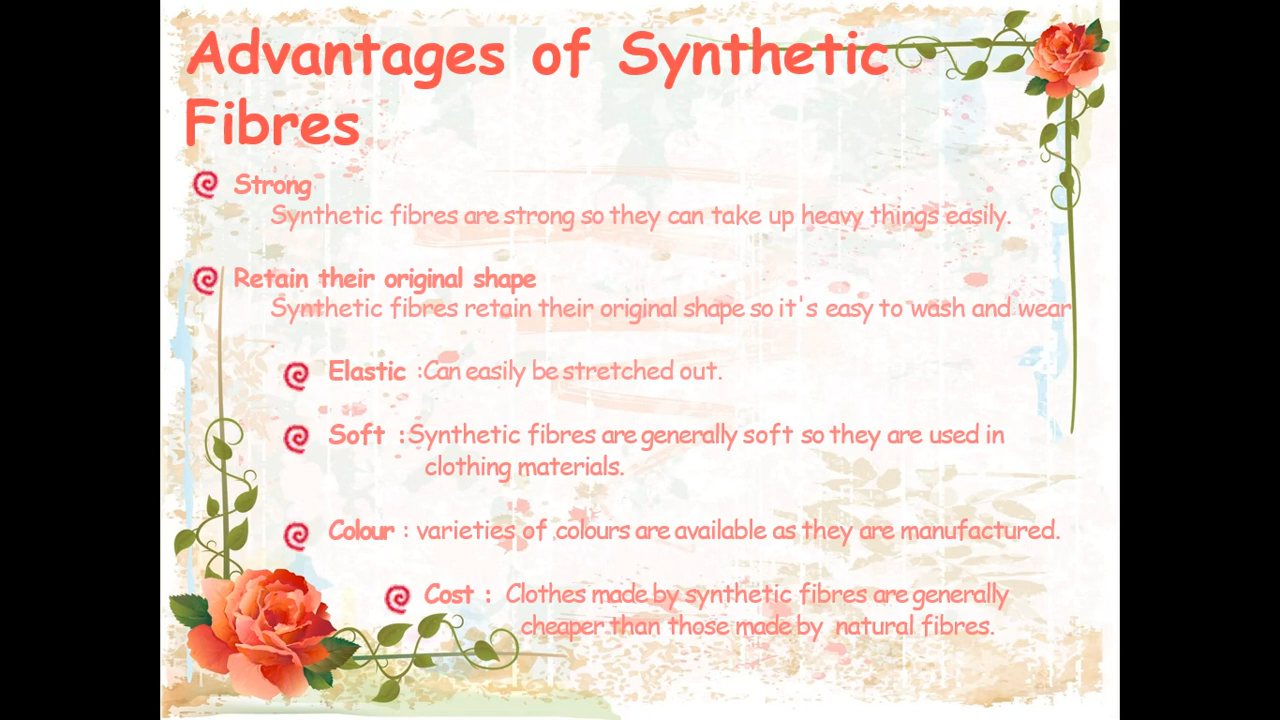 Advantages of Synthetic
Fibres
Strong
Synthetic fibres are strong so they can take up heavy things easily.
Retain their original shape
Synthetic fibres retain their original shape so it's easy to wash and wear
Elastic :Can easily be stretched out.
Soft :Synthetic fibres are generally soft so they are used in
clothing materials.
Colour : varieties of colours are available as they are manufactured.
Cost : Clothes made by synthetic fibres are generally
cheaper than those made by natural fibres.